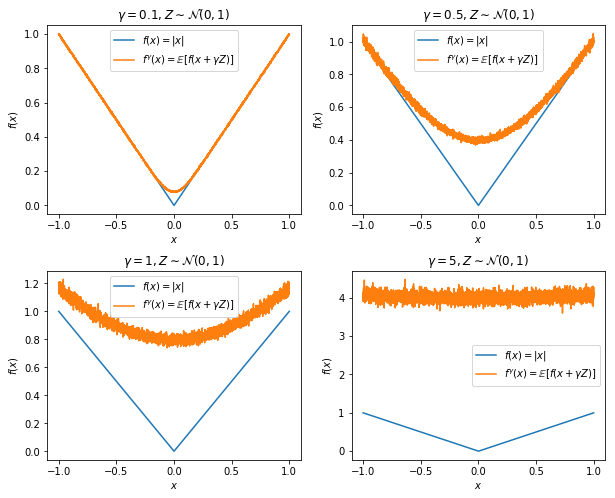 γ = 0.1, Z ∼ 𝒩(0, 1)
f(x) = |x|
f^γ(x) = 𝔼[f(x + γZ)]
f(x)
1.0
0.8
0.6
0.4
0.2
0.0
−1.0 −0.5 0.0 0.5 1.0
x
γ = 0.5, Z ∼ 𝒩(0, 1)
f(x) = |x|
f^γ(x) = 𝔼[f(x + γZ)]
f(x)
1.0
0.8
0.6
0.4
0.2
0.0
−1.0 −0.5 0.0 0.5 1.0
x
γ = 1, Z ∼ 𝒩(0, 1)
f(x) = |x|
f^γ(x) = 𝔼[f(x + γZ)]
f(x)
1.2
1.0
0.8
0.6
0.4
0.2
0.0
−1.0 −0.5 0.0 0.5 1.0
x
γ = 5, Z ∼ 𝒩(0, 1)
f(x) = |x|
f^γ(x) = 𝔼[f(x + γZ)]
f(x)
4
3
2
1
0
−1.0 −0.5 0.0 0.5 1.0
x